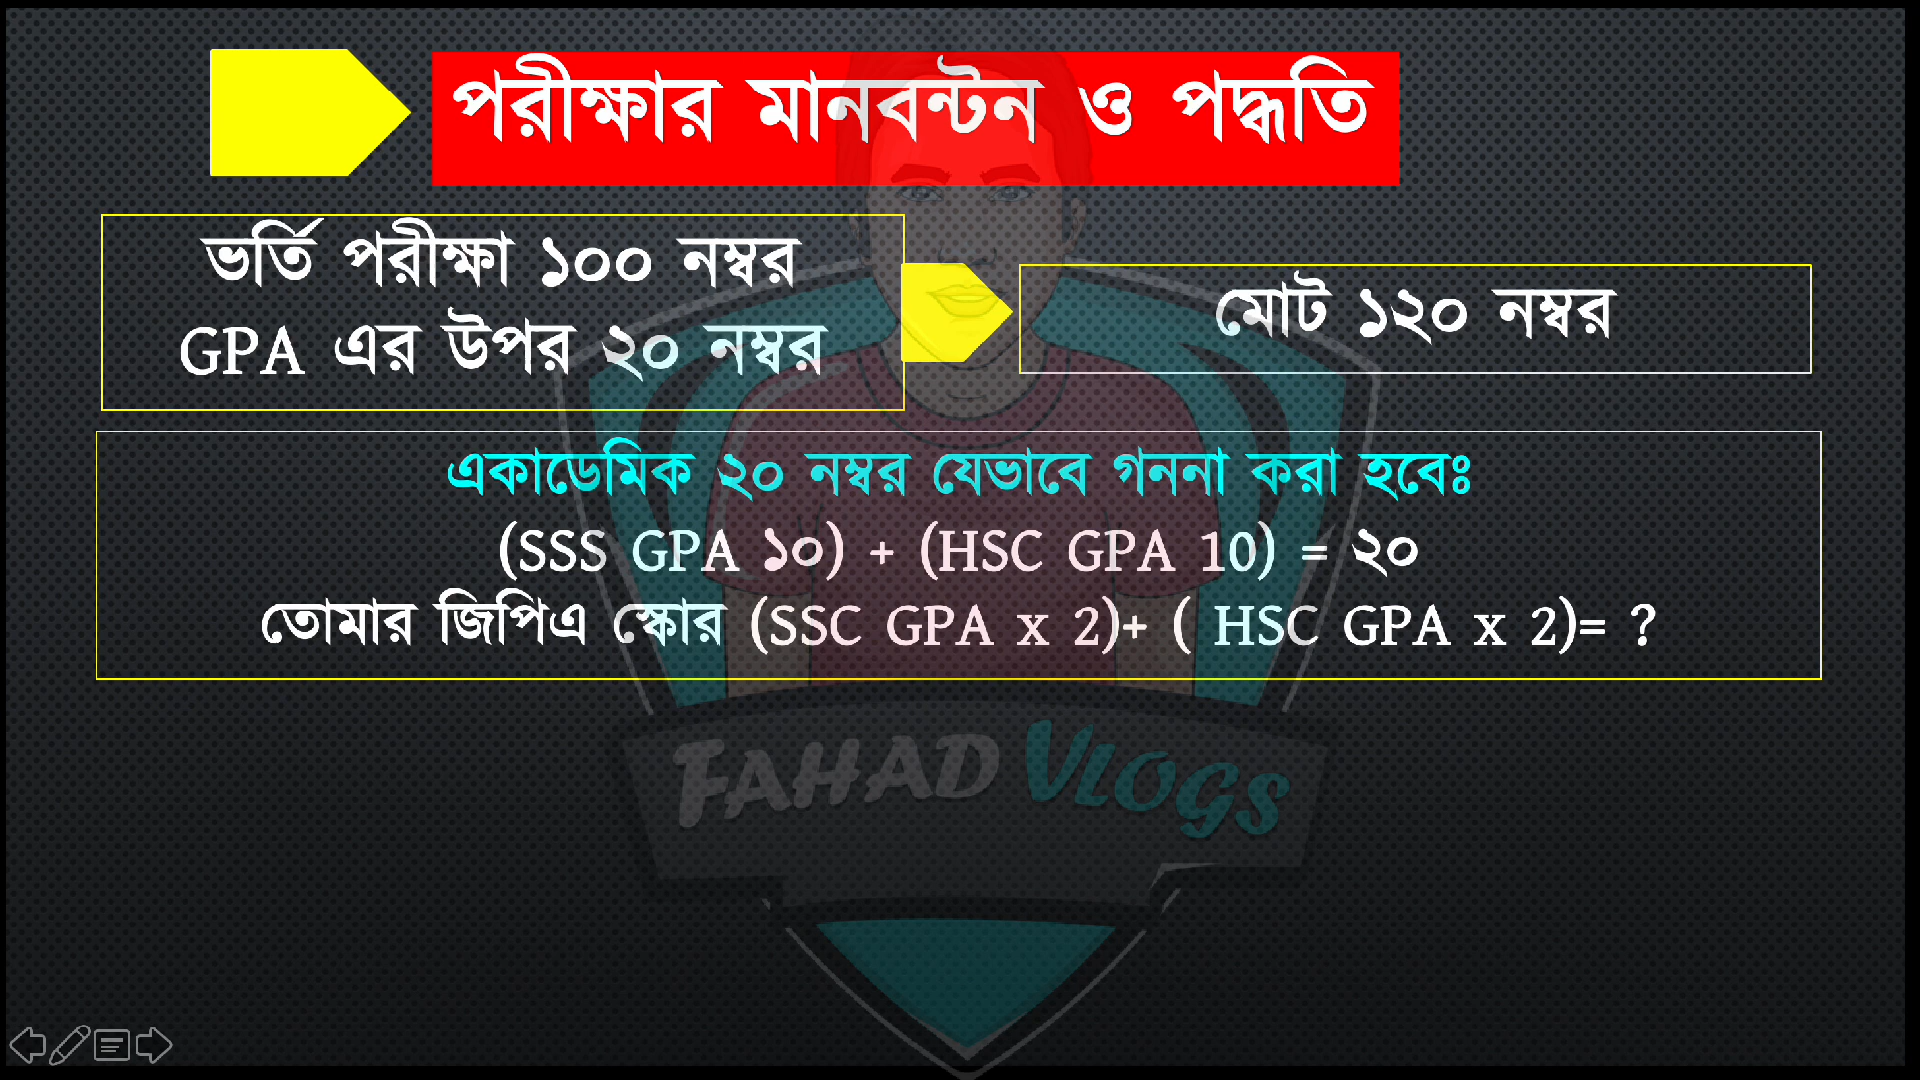 পরীক্ষার মানবন্টন ও পদ্ধতি
ভর্তি পরীক্ষা ১০০ নম্বর
GPA এর উপর ২০ নম্বর
মোট ১২০ নম্বর
একাডেমিক ২০ নম্বর যেভাবে গননা করা হবেঃ
(SSS GPA ১০) + (HSC GPA 10) = ২০
তোমার জিপিএ স্কোর (SSC GPA x 2)+ ( HSC GPA x 2)= ?
FAHAD VLOGS